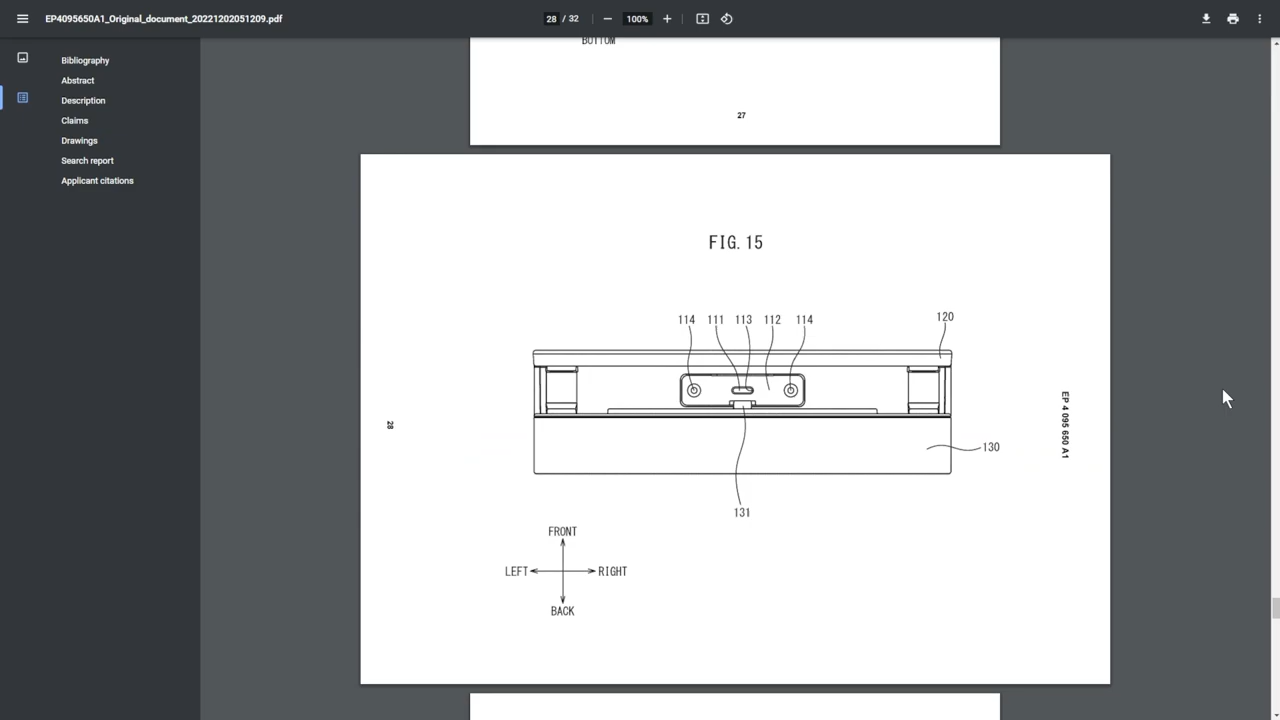 EP4095650A1_Original_document_20221202051209.pdf
28 / 32
100%
Bibliography
Abstract
Description
Claims
Drawings
Search report
Applicant citations
BOTTOM
27
FIG. 15
114 111 113 112 114
120
130
131
28
EP 4 095 650 A1
FRONT
LEFT RIGHT
BACK